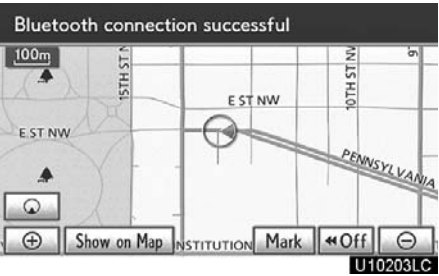 Bluetooth connection successful
100m
15TH ST N
10TH ST NW
9
E ST NW
E ST NW
PENNSYLVANIA
Show on Map
NSTITUTION
Mark
Off
U10203LC